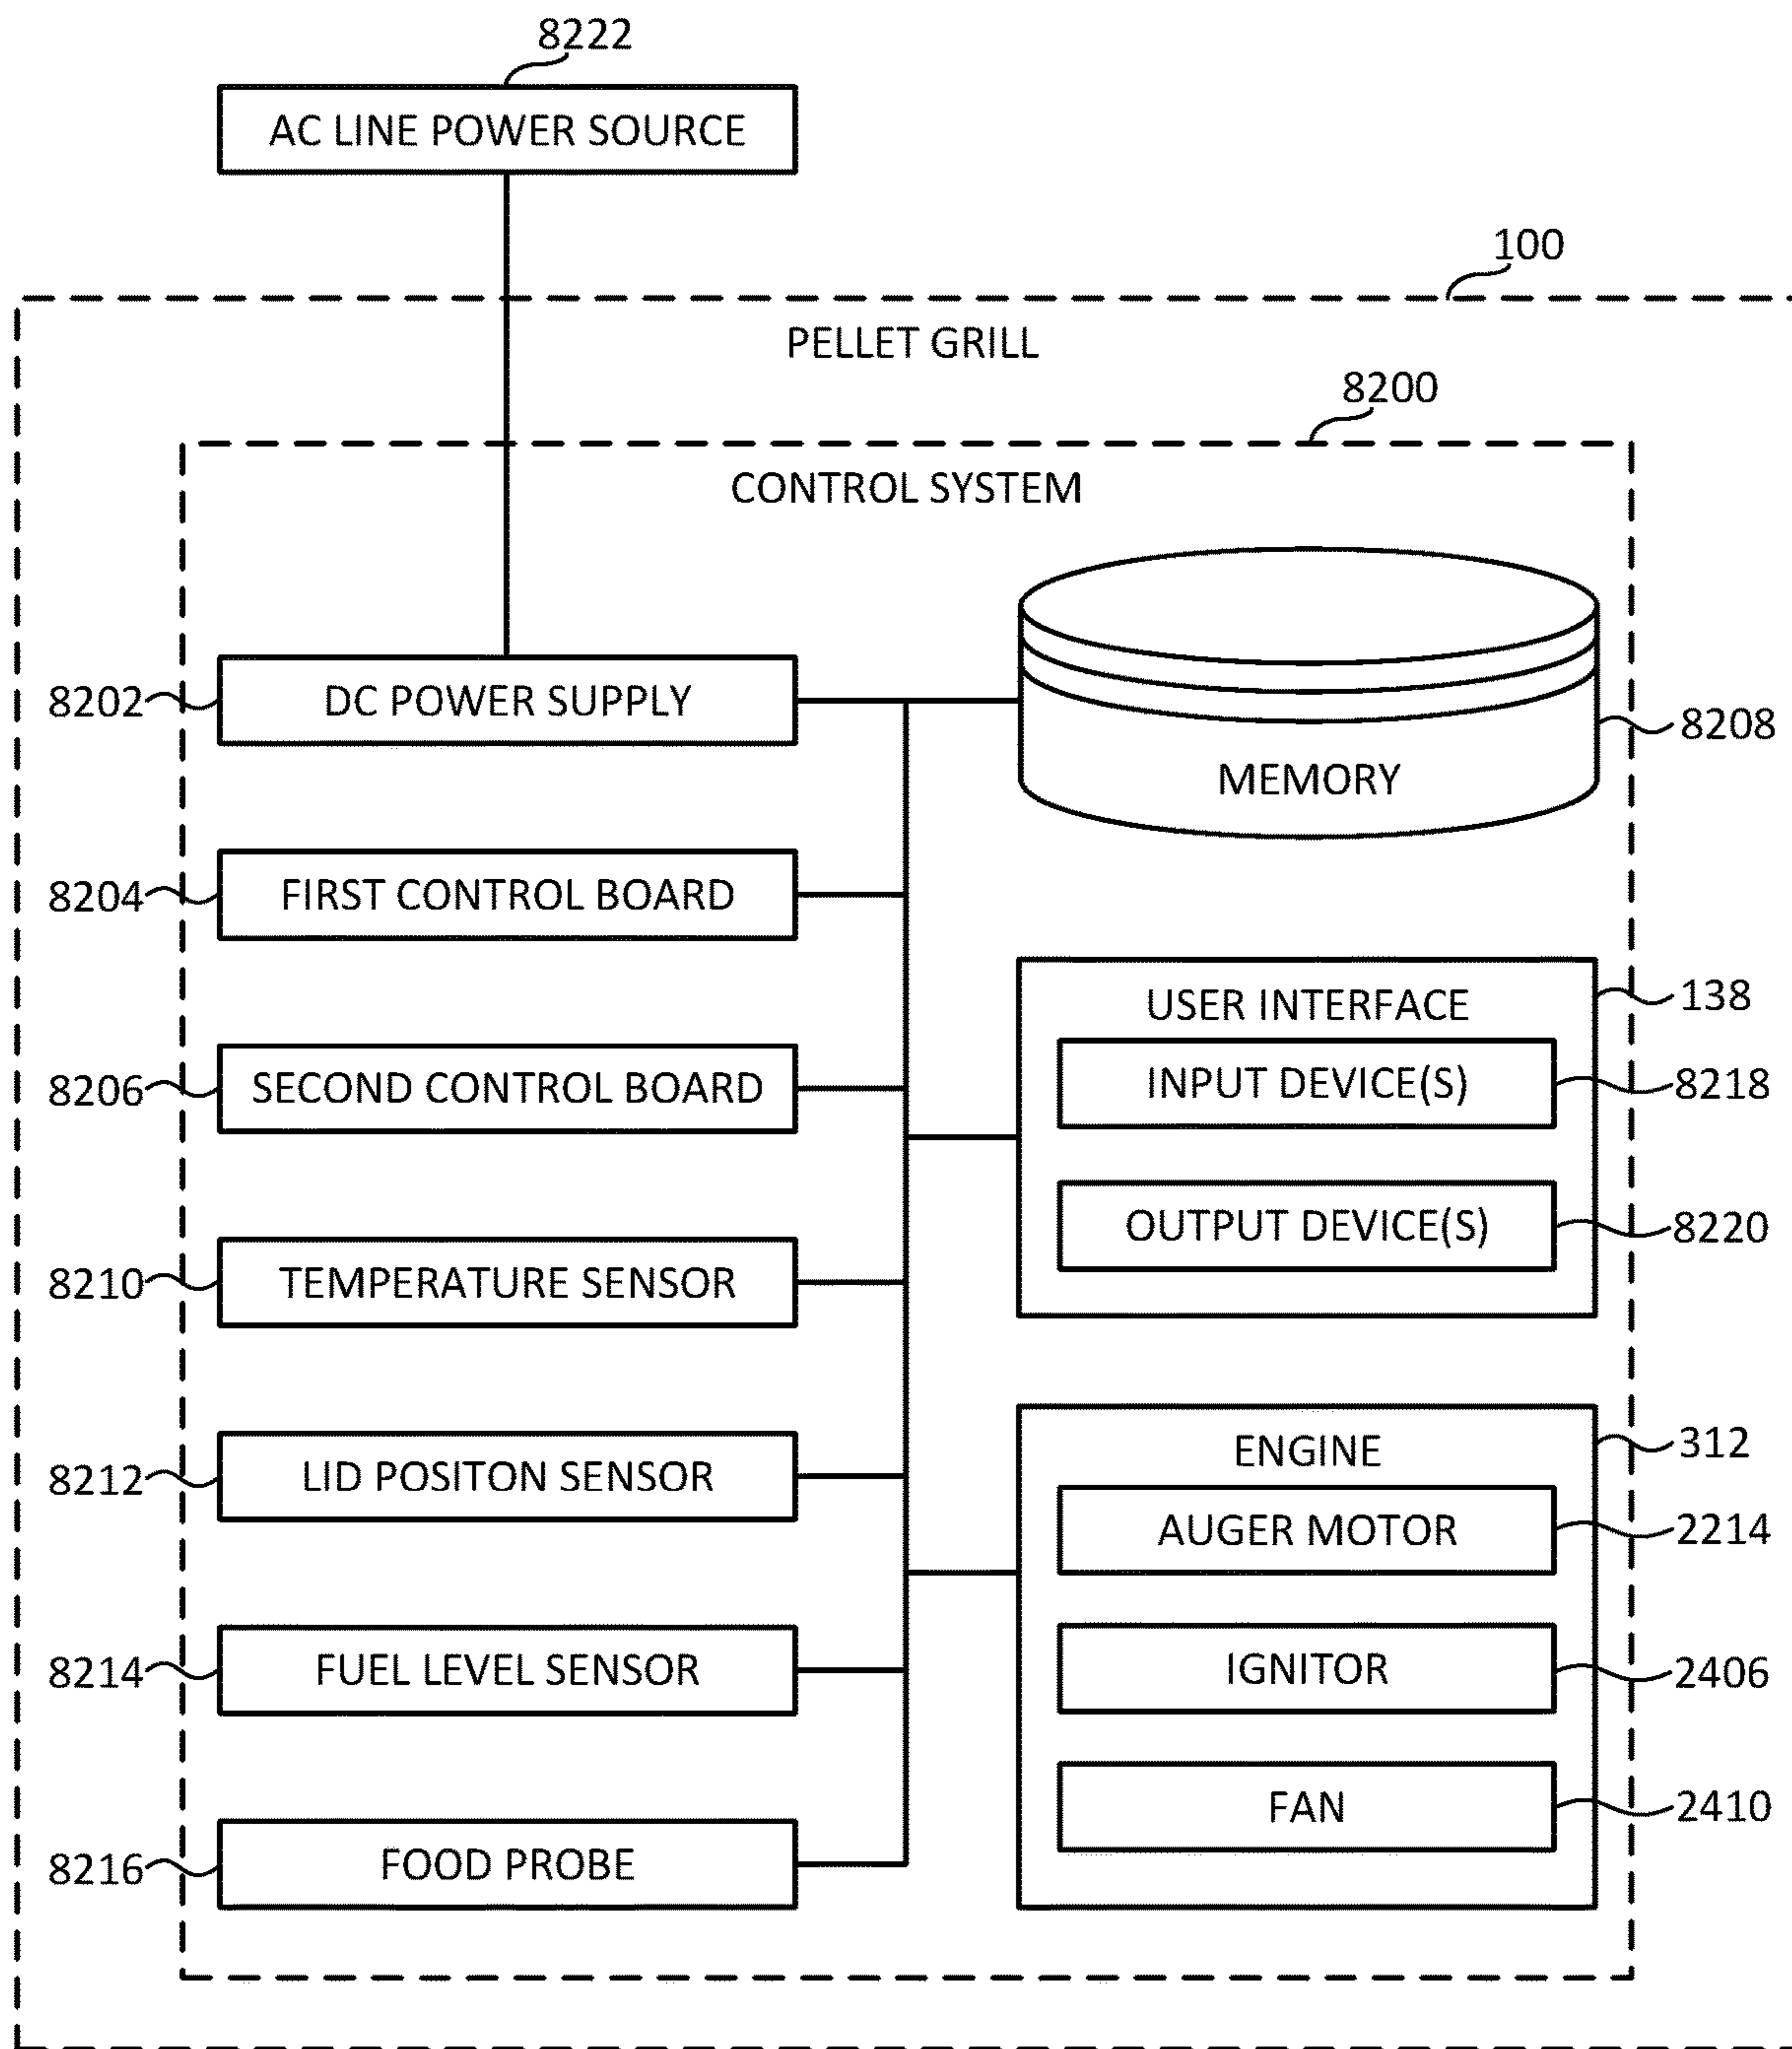 8222
AC LINE POWER SOURCE
100
PELLET GRILL
8200
CONTROL SYSTEM
8202
DC POWER SUPPLY
MEMORY
8208
8204
FIRST CONTROL BOARD
8206
SECOND CONTROL BOARD
USER INTERFACE
138
INPUT DEVICE(S)
8218
OUTPUT DEVICE(S)
8220
8210
TEMPERATURE SENSOR
8212
LID POSITON SENSOR
8214
FUEL LEVEL SENSOR
8216
FOOD PROBE
ENGINE
312
AUGER MOTOR
2214
IGNITOR
2406
FAN
2410